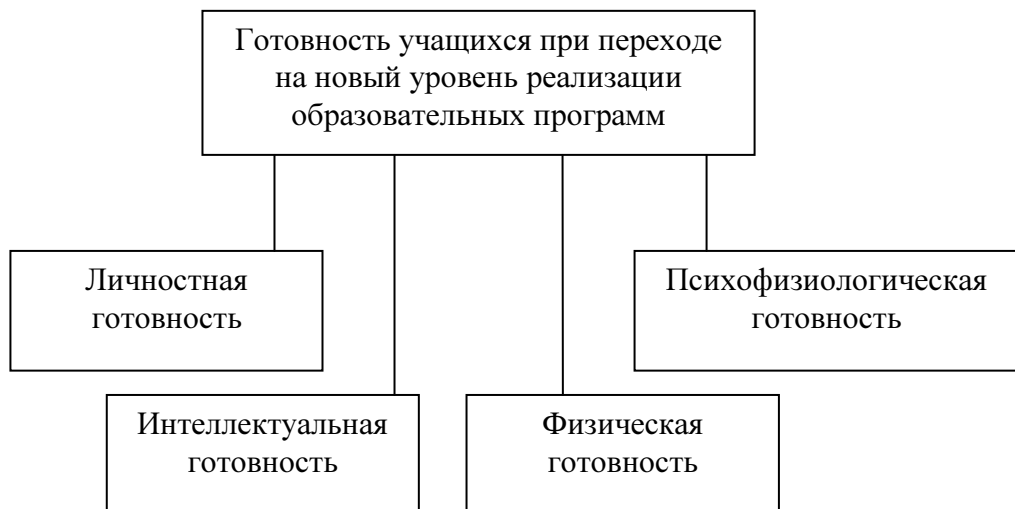 Готовность учащихся при переходе
на новый уровень реализации
образовательных программ
Личностная
готовность
Психофизиологическая
готовность
Интеллектуальная
готовность
Физическая
готовность